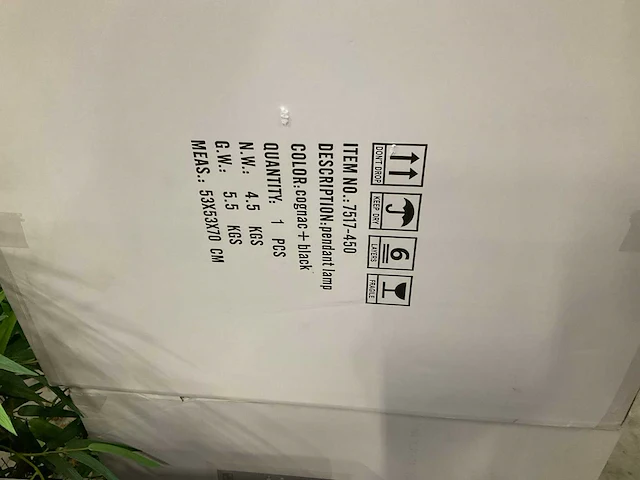 DONT DROP
KEEP DRY
6
LAYERS
FRAGILE
ITEM NO.:7517-450
DESCRIPTION:pendant lamp
COLOR:cognac+black
QUANTITY: 1 PCS
N.W.: 4.5 KGS
G.W.: 5.5 KGS
MEAS.: 53X53X70 CM